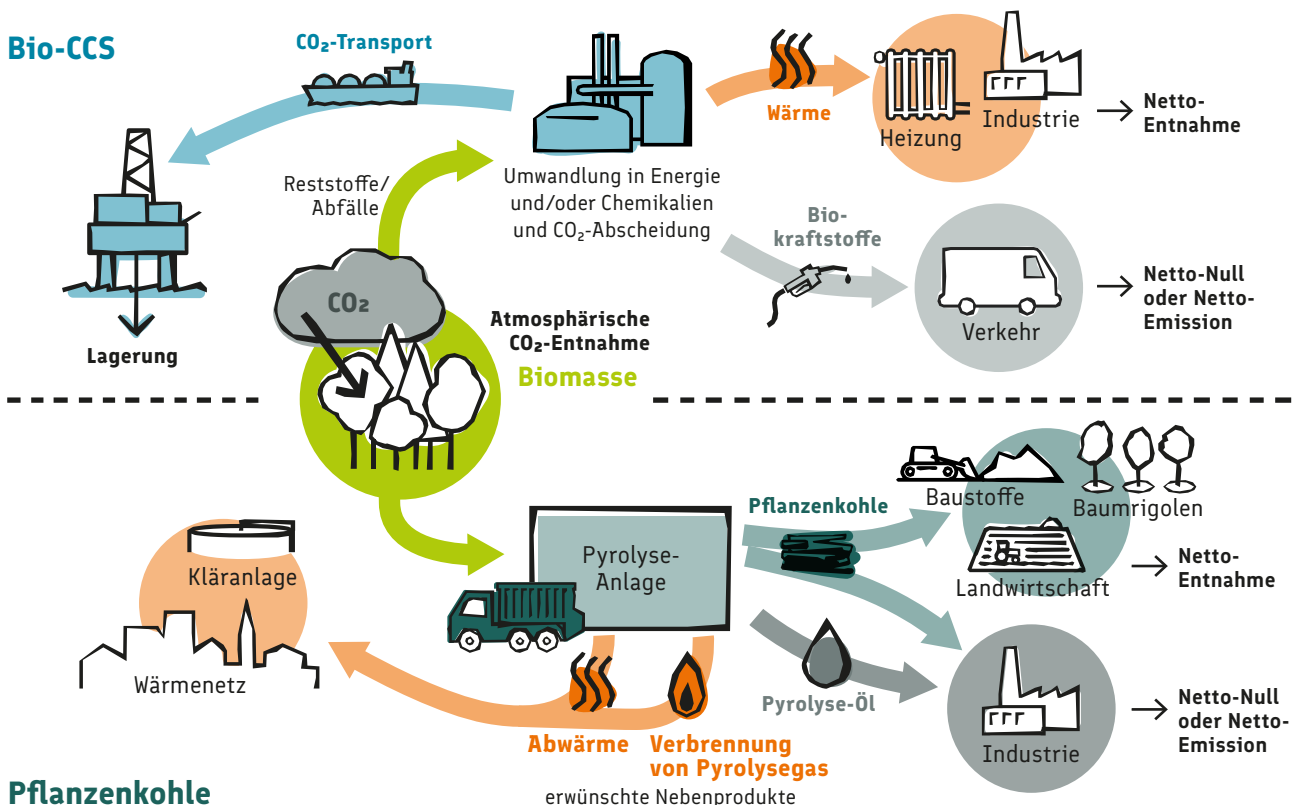 Bio-CCS
CO₂-Transport
Wärme
Heizung
Industrie
Netto-
Entnahme
Reststoffe/
Abfälle
Umwandlung in Energie
und/oder Chemikalien
und CO₂-Abscheidung
Bio-
kraftstoffe
Verkehr
Netto-Null
oder Netto-
Emission
Lagerung
CO₂
Atmosphärische
CO₂-Entnahme
Biomasse
Kläranlage
Wärmenetz
Pyrolyse-
Anlage
Pflanzenkohle
Baustoffe
Baumrigolen
Landwirtschaft
Netto-
Entnahme
Pyrolyse-Öl
Industrie
Netto-Null
oder Netto-
Emission
Abwärme
Verbrennung
von Pyrolysegas
erwünschte Nebenprodukte
Pflanzenkohle